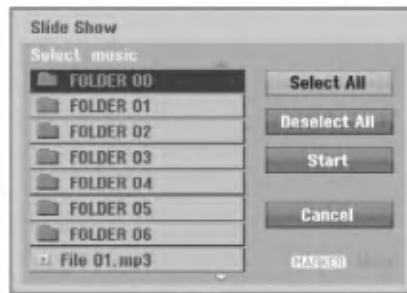 Slide Show
Select music
FOLDER 00
FOLDER 01
FOLDER 02
FOLDER 03
FOLDER 04
FOLDER 05
FOLDER 06
File 01.mp3
Select All
Deselect All
Start
Cancel
MARKER